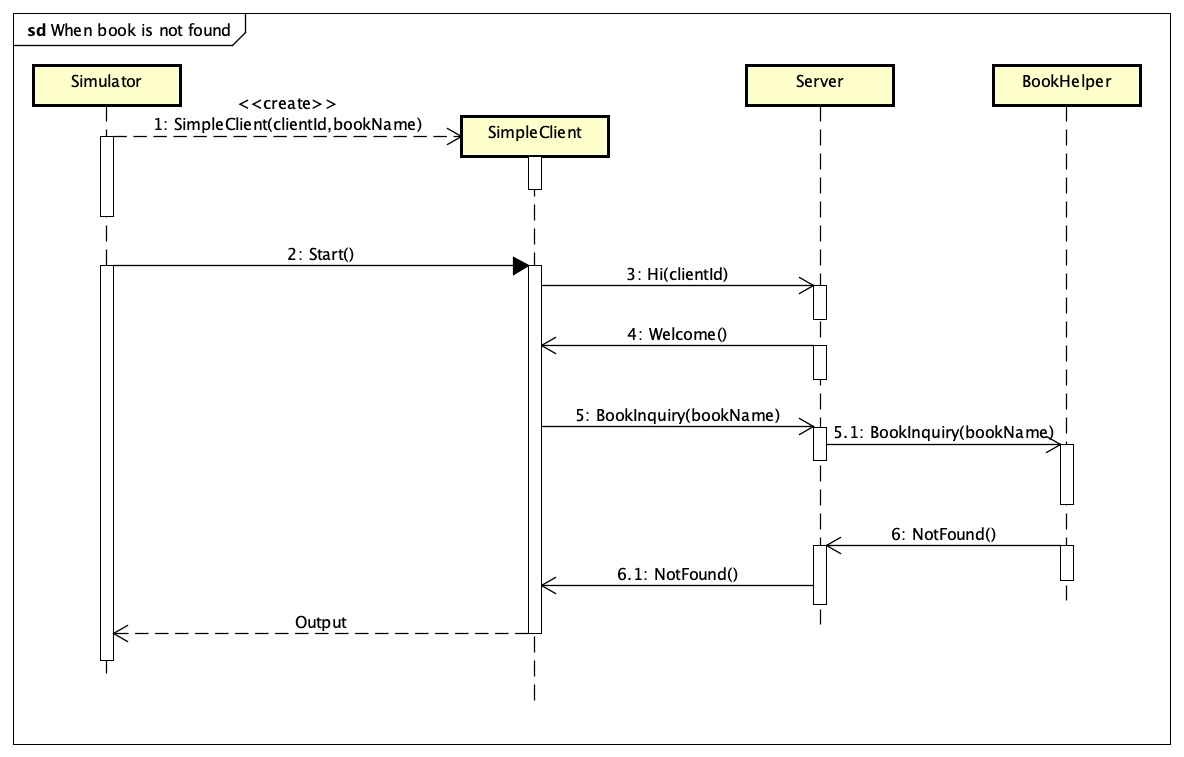 sd When book is not found
Simulator
Server
BookHelper
<<create>>
1: SimpleClient(clientId,bookName)
SimpleClient
2: Start()
3: Hi(clientId)
4: Welcome()
5: BookInquiry(bookName)
5.1: BookInquiry(bookName)
6: NotFound()
6.1: NotFound()
Output